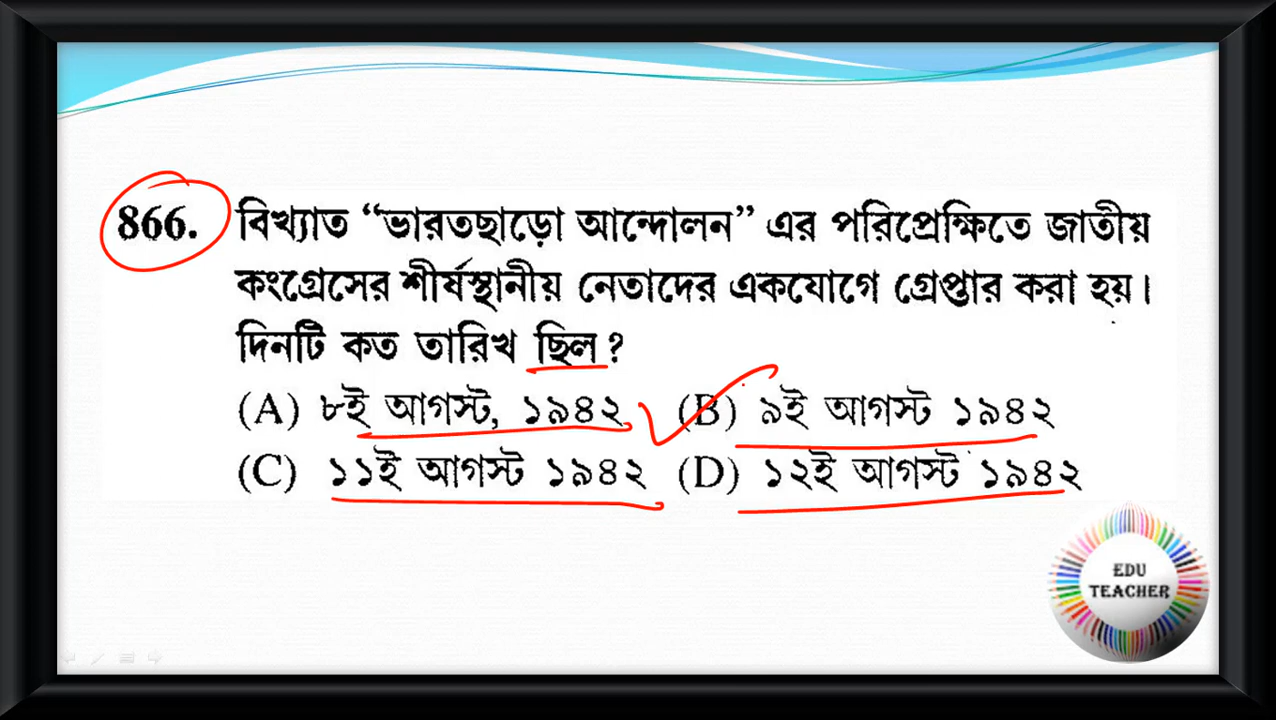 866. বিখ্যাত “ভারতছাড়ো আন্দোলন” এর পরিপ্রেক্ষিতে জাতীয়
কংগ্রেসের শীর্ষস্থানীয় নেতাদের একযোগে গ্রেপ্তার করা হয়।
দিনটি কত তারিখ ছিল?
(A) ৮ই আগস্ট, ১৯৪২ (B) ৯ই আগস্ট ১৯৪২
(C) ১১ই আগস্ট ১৯৪২ (D) ১২ই আগস্ট ১৯৪২
EDU
TEACHER